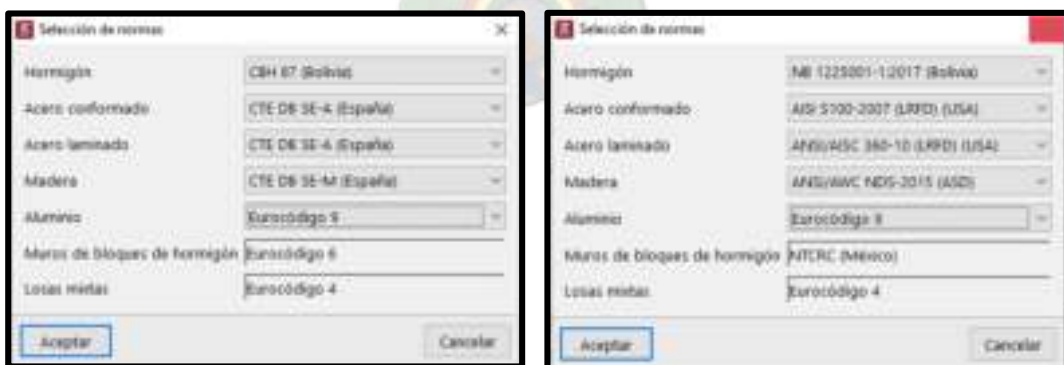 Selección de normas
Hormigón CBH 87 (Bolivia)
Acero conformado CTE DB SE-A (España)
Acero laminado CTE DB SE-A (España)
Madera CTE DB SE-M (España)
Aluminio Eurocódigo 9
Muros de bloques de hormigón Eurocódigo 6
Losas mixtas Eurocódigo 4
Aceptar Cancelar
Selección de normas
Hormigón NB 1225001-1:2017 (Bolivia)
Acero conformado AISI S100-2007 (LRFD) (USA)
Acero laminado ANSI/AISC 360-10 (LRFD) (USA)
Madera ANSI/AWC NDS-2015 (ASD)
Aluminio Eurocódigo 9
Muros de bloques de hormigón NTCRC (México)
Losas mixtas Eurocódigo 4
Aceptar Cancelar